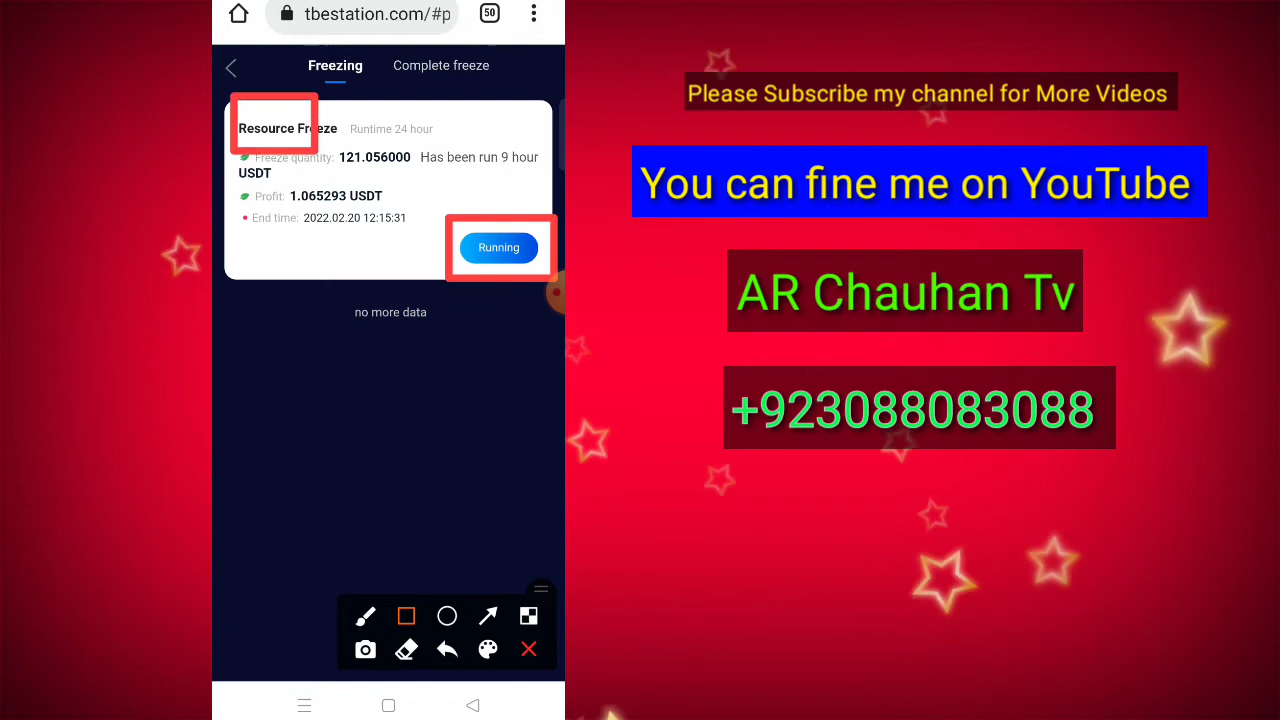 tbestation.com/#p
50
Freezing Complete freeze
Resource Freeze Runtime 24 hour
Freeze quantity: 121.056000 Has been run 9 hour
USDT
Profit: 1.065293 USDT
End time: 2022.02.20 12:15:31
Running
no more data
Please Subscribe my channel for More Videos
You can fine me on YouTube
AR Chauhan Tv
+923088083088